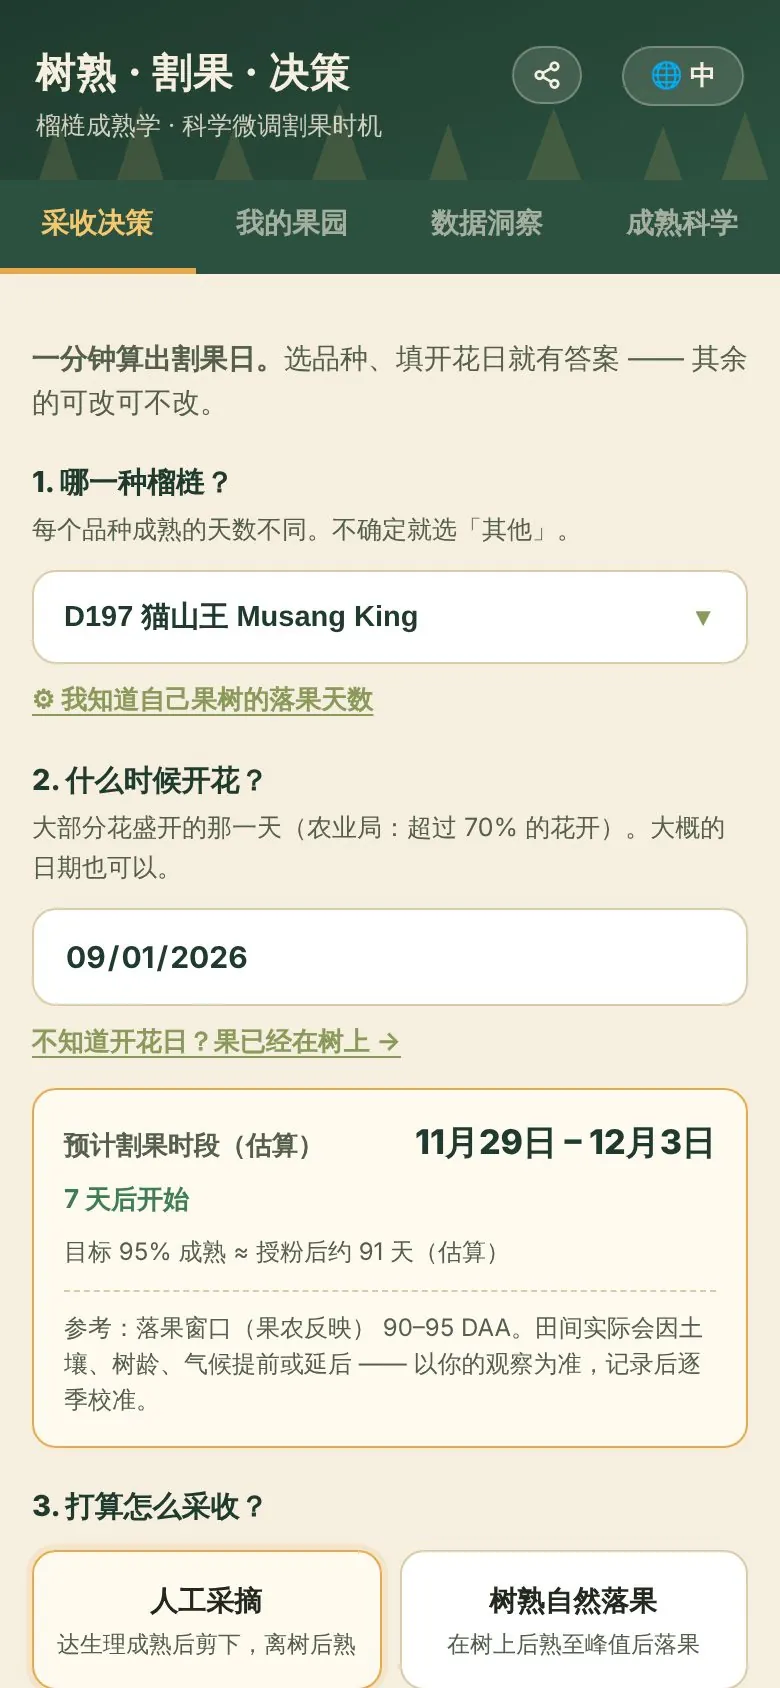 树熟 · 割果 · 决策
榴梿成熟学 · 科学微调割果时机
🌐 中
采收决策
我的果园
数据洞察
成熟科学
一分钟算出割果日。选品种、填开花日就有答案 —— 其余
的可改可不改。
1. 哪一种榴梿？
每个品种成熟的天数不同。不确定就选「其他」。
D197 猫山王 Musang King
▼
⚙ 我知道自己果树的落果天数
2. 什么时候开花？
大部分花盛开的那一天（农业局：超过 70% 的花开）。大概的
日期也可以。
09/01/2026
不知道开花日？果已经在树上 →
预计割果时段（估算）
11月29日 – 12月3日
7 天后开始
目标 95% 成熟 ≈ 授粉后约 91 天（估算）
参考：落果窗口（果农反映） 90–95 DAA。田间实际会因土
壤、树龄、气候提前或延后 —— 以你的观察为准，记录后逐
季校准。
3. 打算怎么采收？
人工采摘
达生理成熟后剪下，离树后熟
树熟自然落果
在树上后熟至峰值后落果